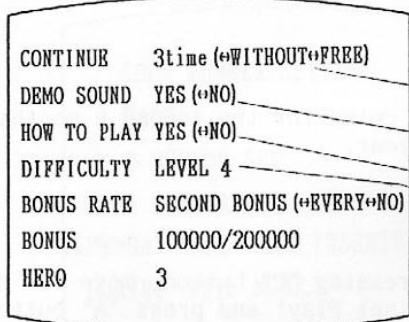 CONTINUE 3time (↔WITHOUT↔FREE)
DEMO SOUND YES (↔NO)
HOW TO PLAY YES (↔NO)
DIFFICULTY LEVEL 4
BONUS RATE SECOND BONUS (↔EVERY↔NO)
BONUS 100000/200000
HERO 3